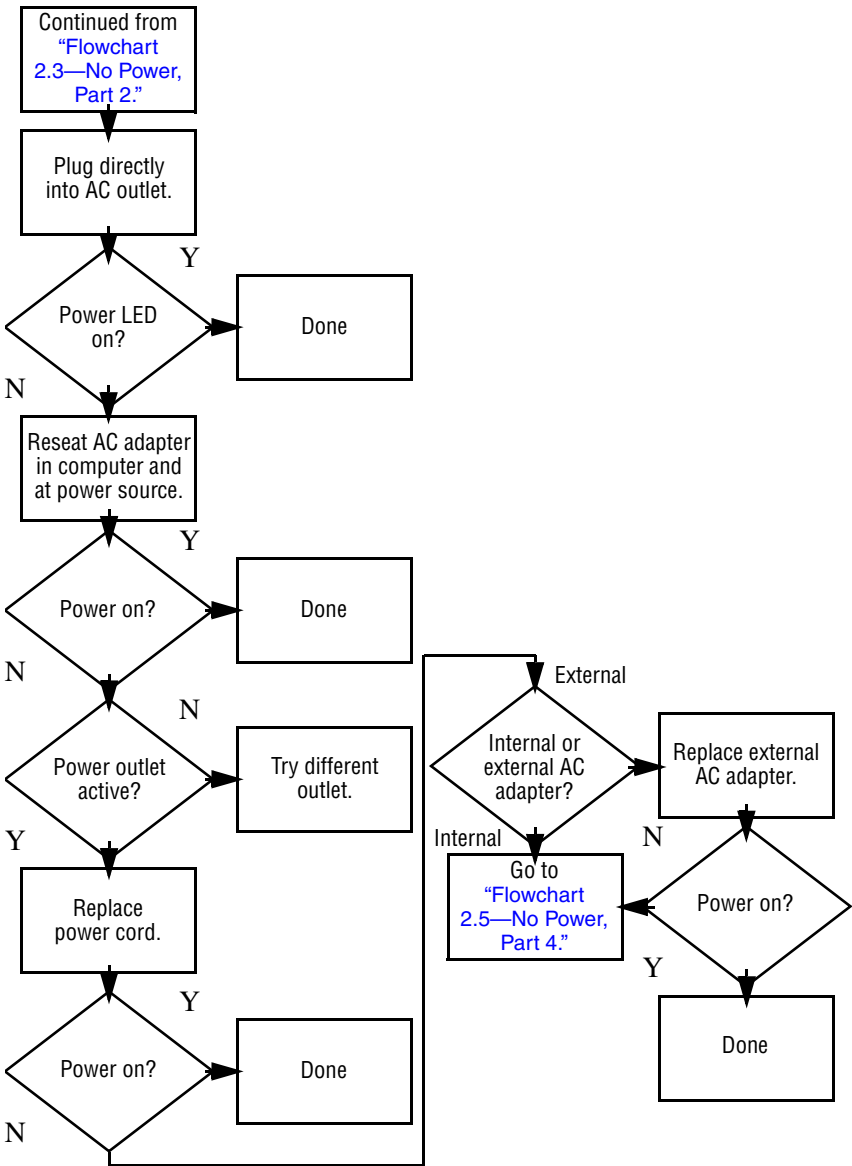 Continued from
“Flowchart
2.3—No Power,
Part 2.”
Plug directly
into AC outlet.
Y
Power LED
on?
Done
N
Reseat AC adapter
in computer and
at power source.
Y
Power on?
Done
N
N
Power outlet
active?
Try different
outlet.
Y
Replace
power cord.
Y
Power on?
Done
N
External
Internal or
external AC
adapter?
Replace external
AC adapter.
Internal
N
Go to
“Flowchart
2.5—No Power,
Part 4.”
Power on?
Y
Done